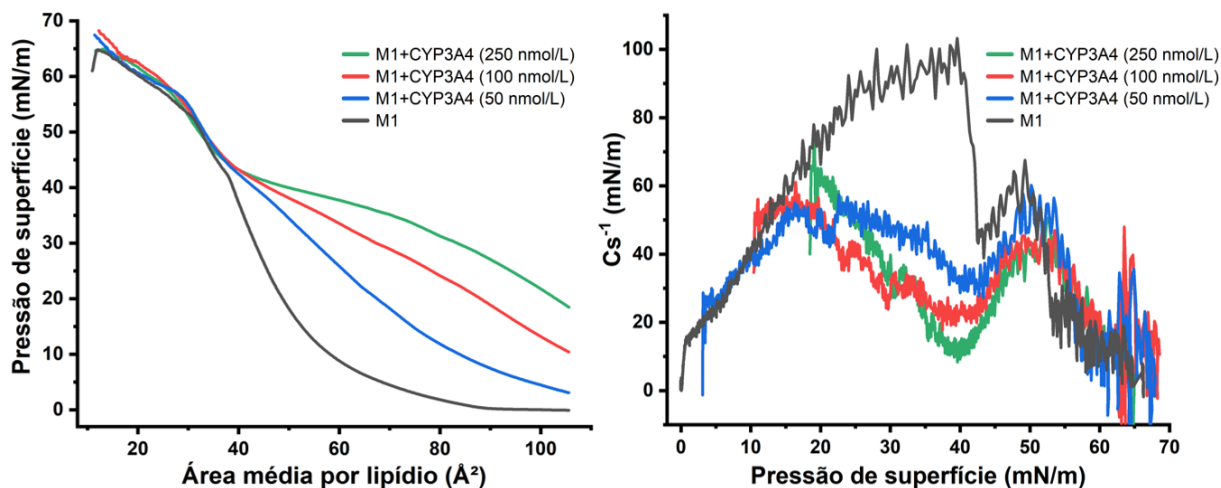 Pressão de superfície (mN/m)
70
60
50
40
30
20
10
0
M1+CYP3A4 (250 nmol/L)
M1+CYP3A4 (100 nmol/L)
M1+CYP3A4 (50 nmol/L)
M1
20 40 60 80 100
Área média por lipídio (Å²)
Cs⁻¹ (mN/m)
100
80
60
40
20
0
M1+CYP3A4 (250 nmol/L)
M1+CYP3A4 (100 nmol/L)
M1+CYP3A4 (50 nmol/L)
M1
0 10 20 30 40 50 60 70
Pressão de superfície (mN/m)